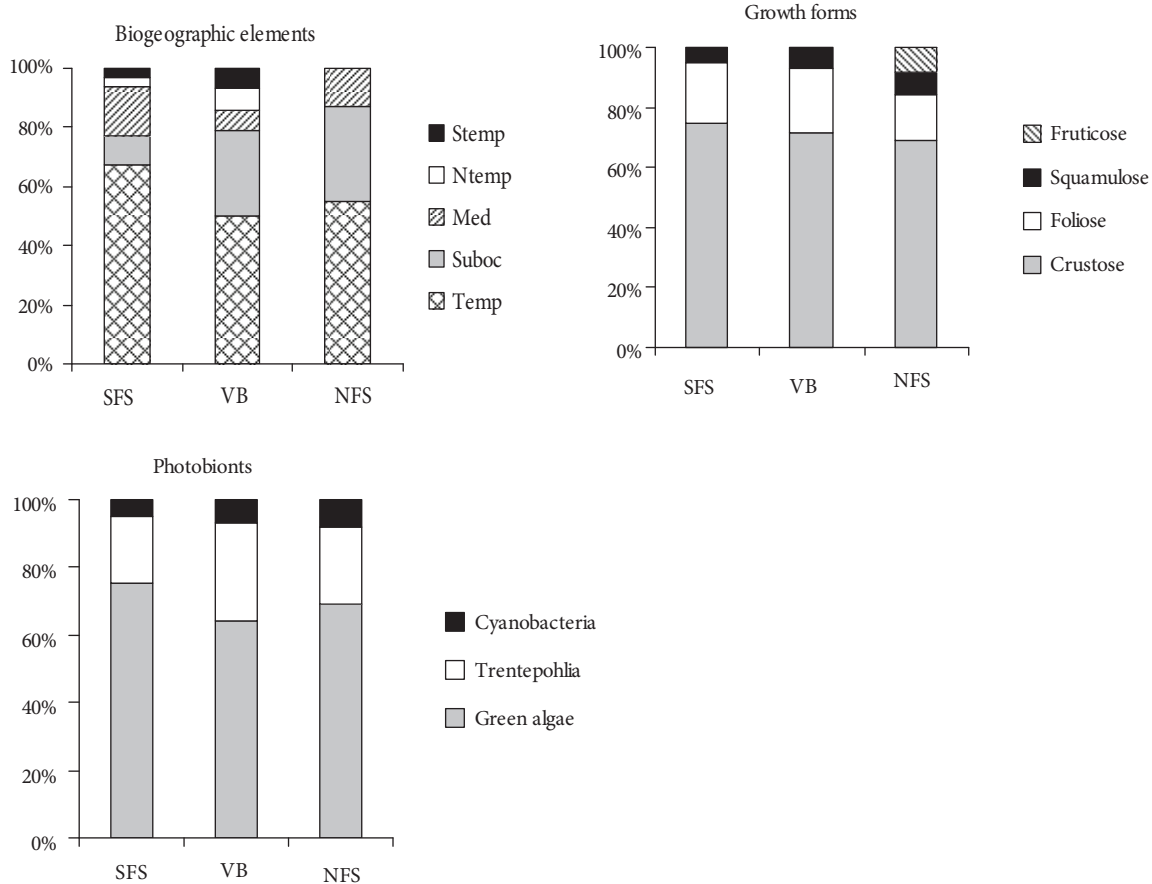 Biogeographic elements
100%
80%
60%
40%
20%
0%
SFS
VB
NFS
Stemp
Ntemp
Med
Suboc
Temp
Growth forms
100%
80%
60%
40%
20%
0%
SFS
VB
NFS
Fruticose
Squamulose
Foliose
Crustose
Photobionts
100%
80%
60%
40%
20%
0%
SFS
VB
NFS
Cyanobacteria
Trentepohlia
Green algae